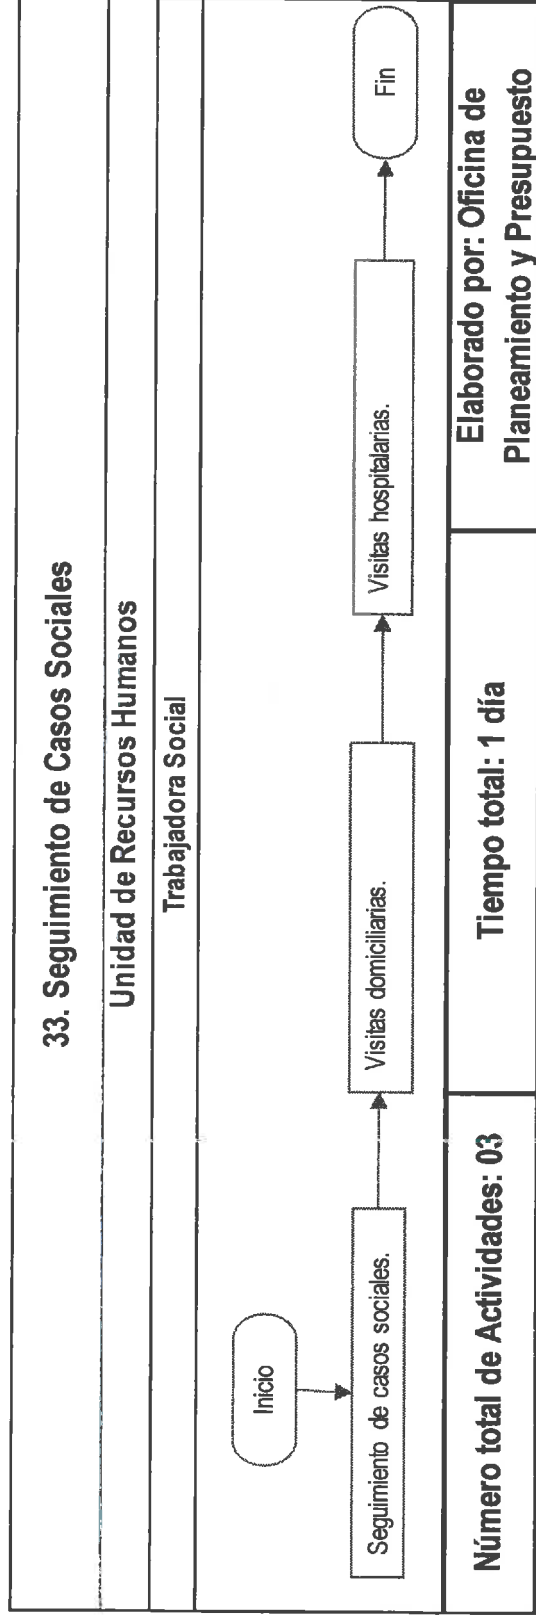 33. Seguimiento de Casos Sociales
Unidad de Recursos Humanos
Trabajadora Social
Inicio
Seguimiento de casos sociales.
Visitas domiciliarias.
Visitas hospitalarias.
Fin
Número total de Actividades: 03
Tiempo total: 1 día
Elaborado por: Oficina de
Planeamiento y Presupuesto